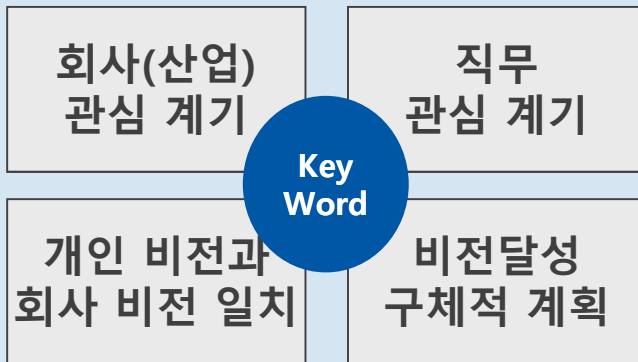 회사(산업)
관심 계기
직무
관심 계기
Key
Word
개인 비전과
회사 비전 일치
비전달성
구체적 계획